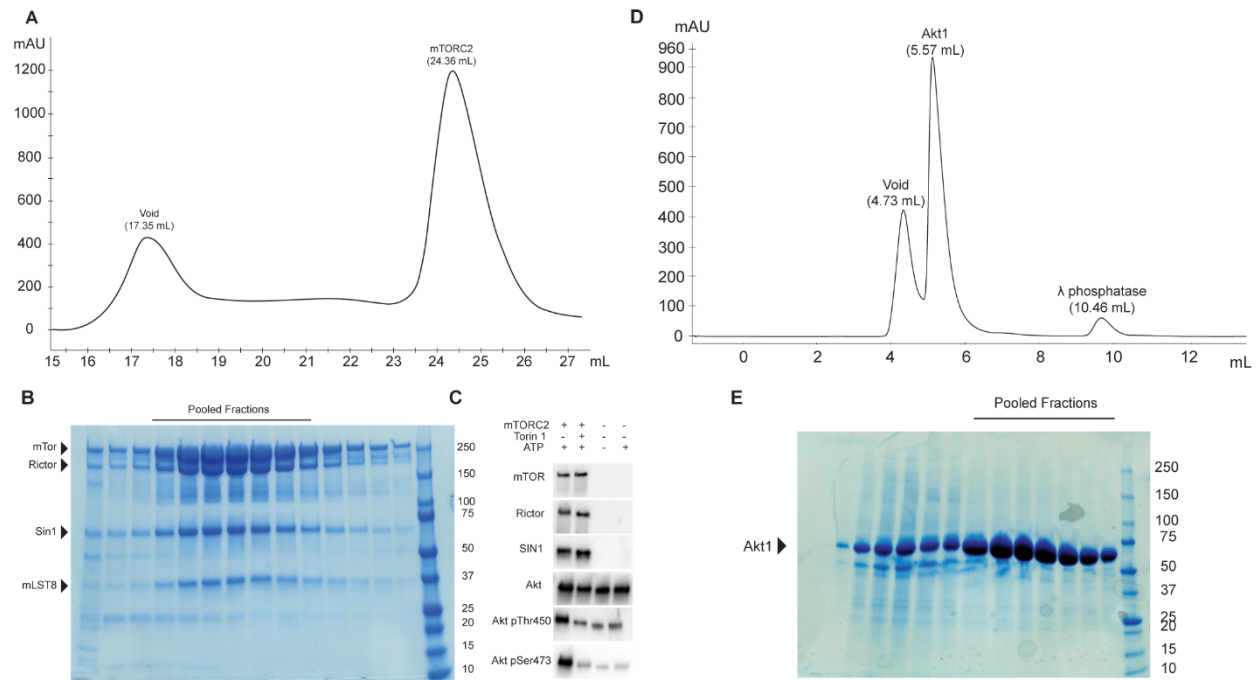 A
mAU
1200
1000
800
600
400
200
0
mTORC2
(24.36 mL)
Void
(17.35 mL)
15 16 17 18 19 20 21 22 23 24 25 26 27 mL
B
Pooled Fractions
mTor
Rictor
Sin1
mLST8
250
150
100
75
50
37
25
20
15
10
C
mTORC2 + + - -
Torin 1 - + - -
ATP + + - +
mTOR
Rictor
SIN1
Akt
Akt pThr450
Akt pSer473
D
mAU
960
900
800
700
600
500
400
300
200
100
0
Akt1
(5.57 mL)
Void
(4.73 mL)
λ phosphatase
(10.46 mL)
0 2 4 6 8 10 12 mL
E
Pooled Fractions
Akt1
250
150
100
75
50
37
25
20
15
10